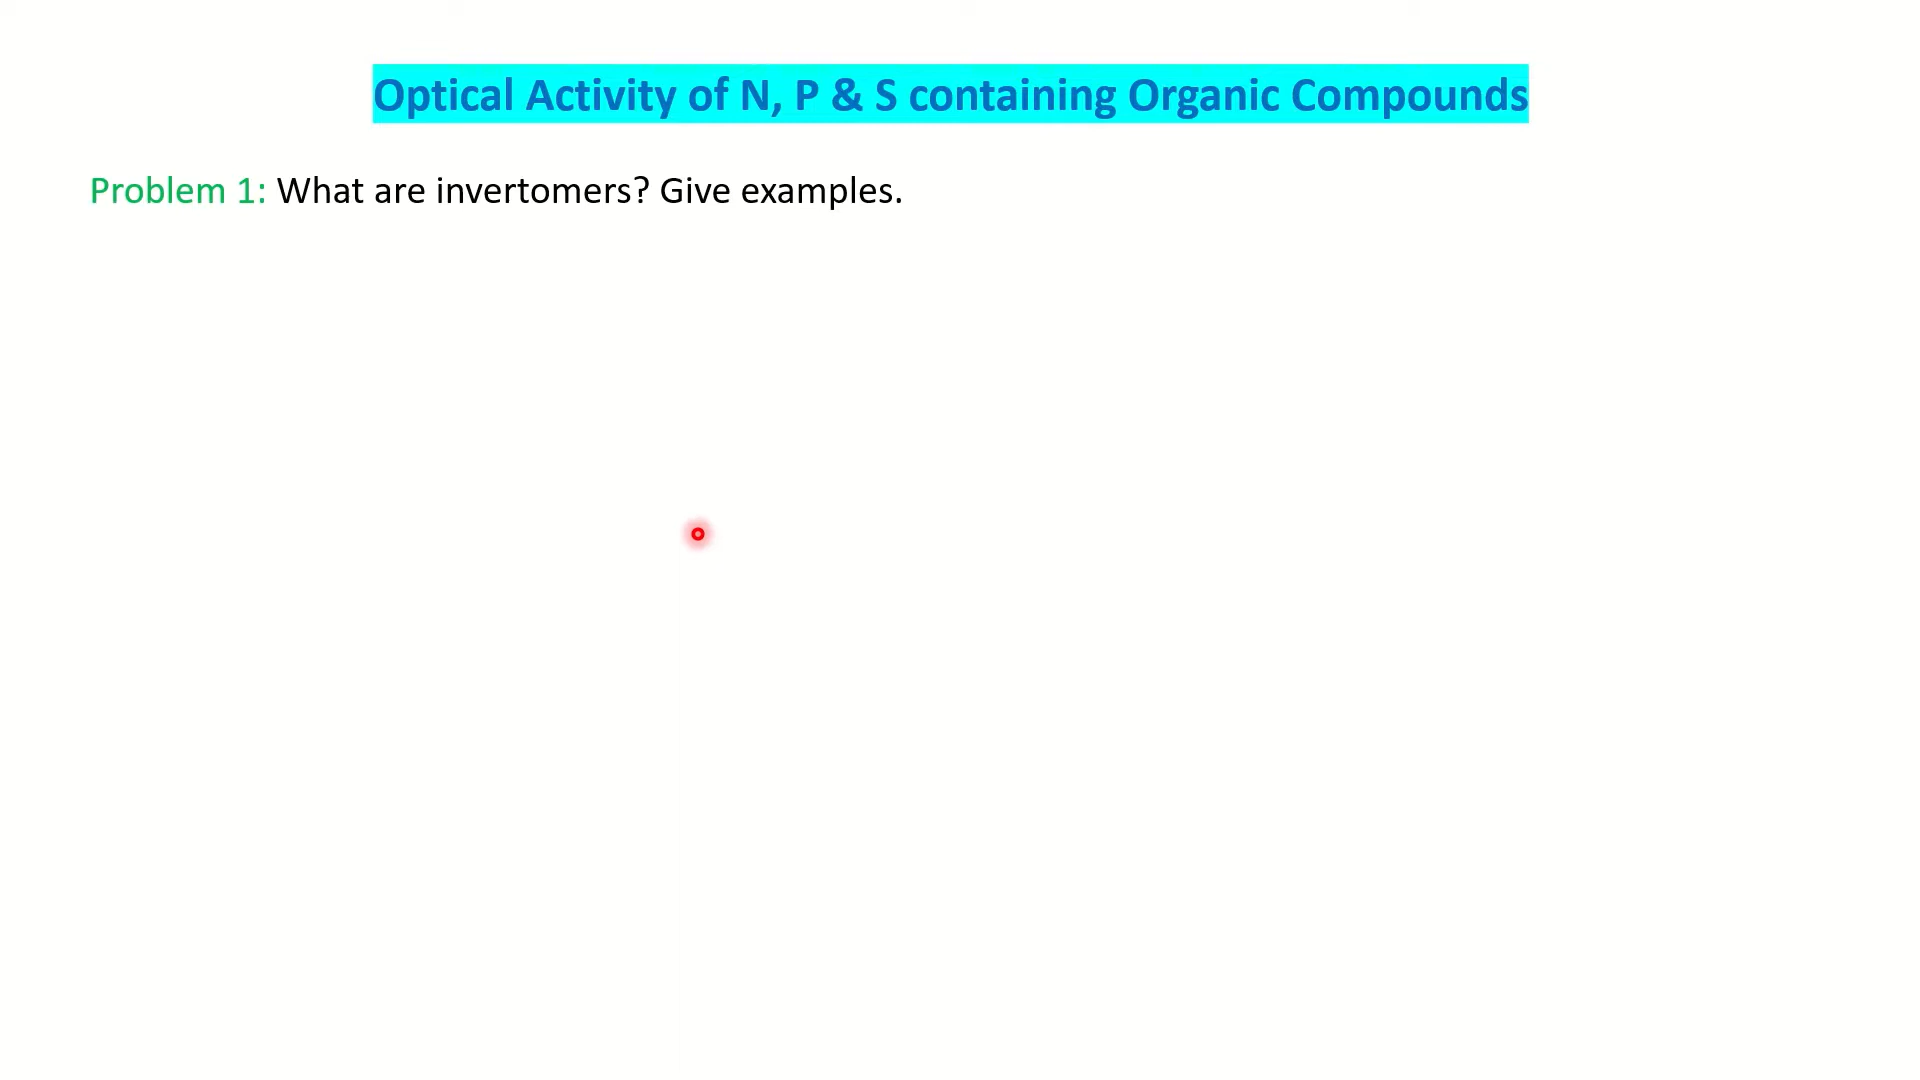 Optical Activity of N, P & S containing Organic Compounds
Problem 1: What are invertomers? Give examples.